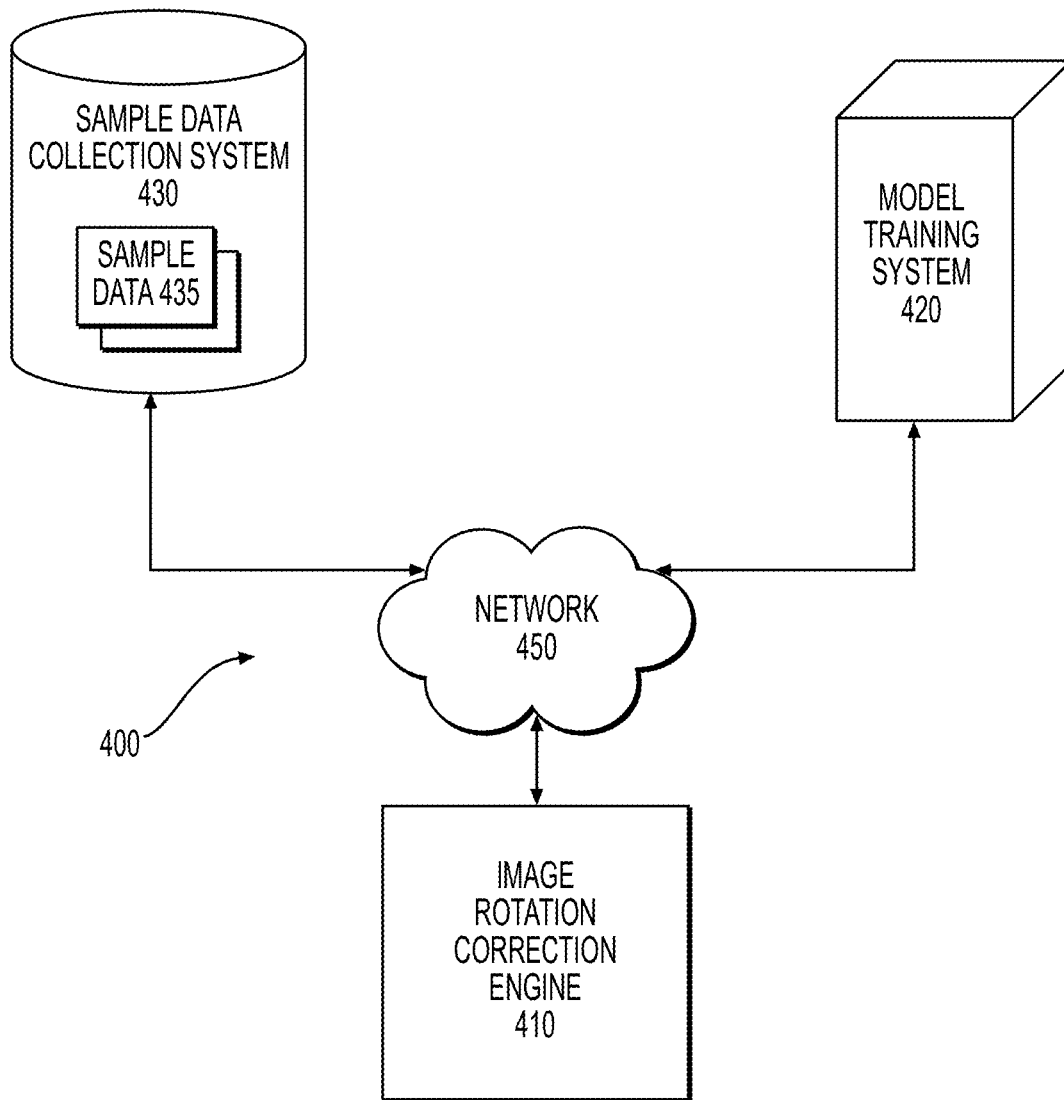 SAMPLE DATA
COLLECTION SYSTEM
430
SAMPLE
DATA 435
MODEL
TRAINING
SYSTEM
420
NETWORK
450
400
IMAGE
ROTATION
CORRECTION
ENGINE
410